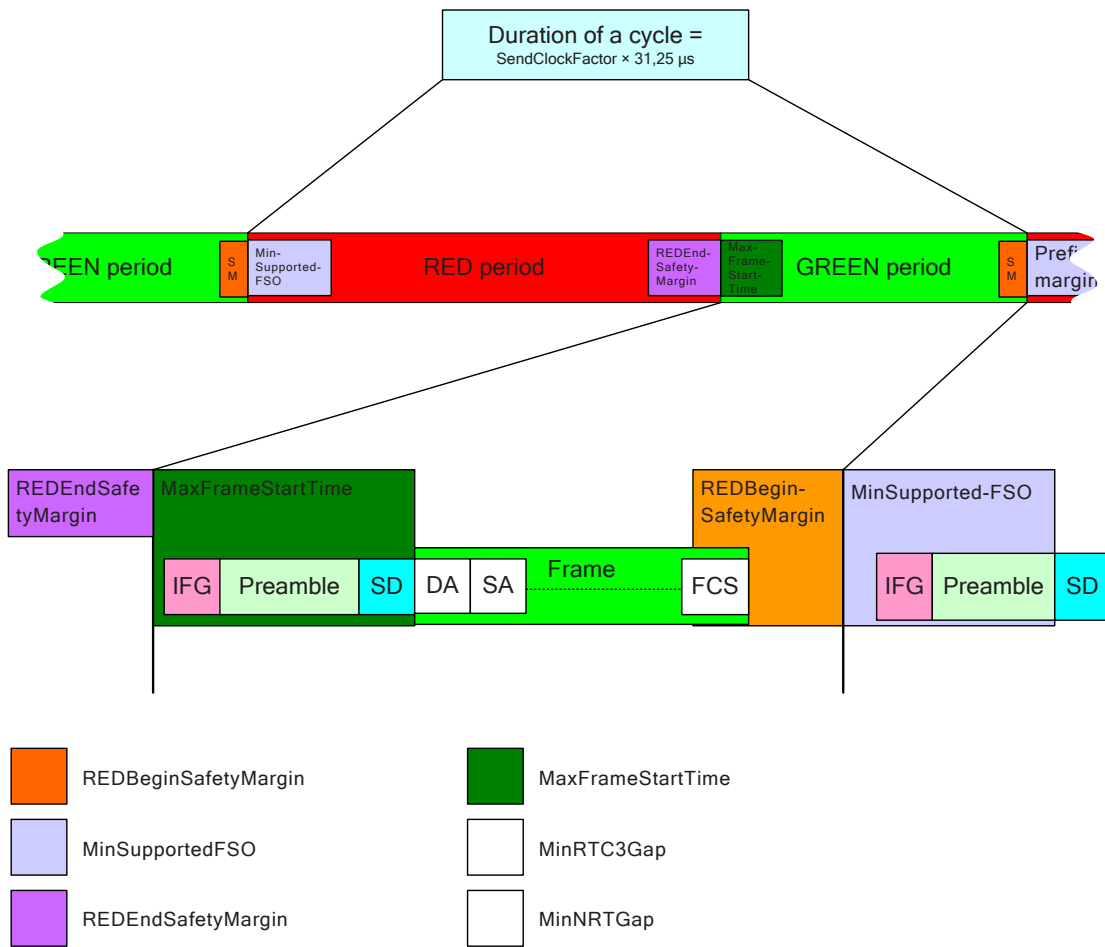 Duration of a cycle =
SendClockFactor × 31,25 µs
EEN period
S
M
Min-
Supported-
FSO
RED period
REDEnd-
Safety-
Margin
Max-
Frame-
Start-
Time
GREEN period
S
M
Prefi
margin
REDEndSafe
tyMargin
MaxFrameStartTime
REDBegin-
SafetyMargin
MinSupported-FSO
IFG
Preamble
SD
DA
SA
Frame
FCS
IFG
Preamble
SD
REDBeginSafetyMargin
MaxFrameStartTime
MinSupportedFSO
MinRTC3Gap
REDEndSafetyMargin
MinNRTGap